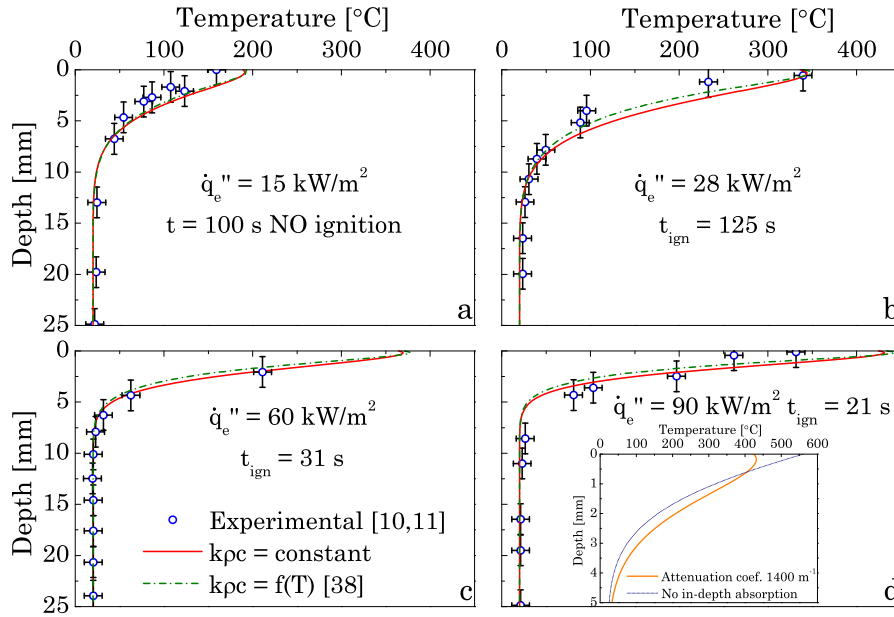 Temperature [°C]
Temperature [°C]
0 100 200 300 400
0 100 200 300 400
Depth [mm]
0
5
10
15
20
25
q̇e" = 15 kW/m²
t = 100 s NO ignition
a
q̇e" = 28 kW/m²
tign = 125 s
b
Depth [mm]
0
5
10
15
20
25
q̇e" = 60 kW/m²
tign = 31 s
Experimental [10,11]
kρc = constant
kρc = f(T) [38]
c
q̇e" = 90 kW/m² tign = 21 s
Temperature [°C]
0 100 200 300 400 500 600
Depth [mm]
0
1
2
3
4
5
Attenuation coef. 1400 m⁻¹
No in-depth absorption
d